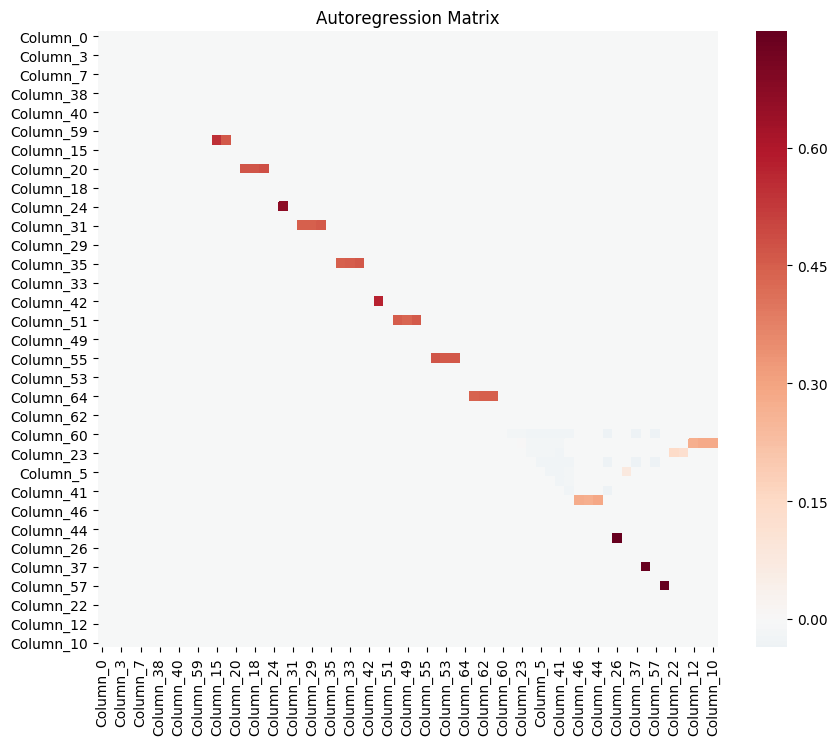 Autoregression Matrix
Column_0
Column_3
Column_7
Column_38
Column_40
Column_59
Column_15
Column_20
Column_18
Column_24
Column_31
Column_29
Column_35
Column_33
Column_42
Column_51
Column_49
Column_55
Column_53
Column_64
Column_62
Column_60
Column_23
Column_5
Column_41
Column_46
Column_44
Column_26
Column_37
Column_57
Column_22
Column_12
Column_10
0.60
0.45
0.30
0.15
0.00
Column_0
Column_3
Column_7
Column_38
Column_40
Column_59
Column_15
Column_20
Column_18
Column_24
Column_31
Column_29
Column_35
Column_33
Column_42
Column_51
Column_49
Column_55
Column_53
Column_64
Column_62
Column_60
Column_23
Column_5
Column_41
Column_46
Column_44
Column_26
Column_37
Column_57
Column_22
Column_12
Column_10